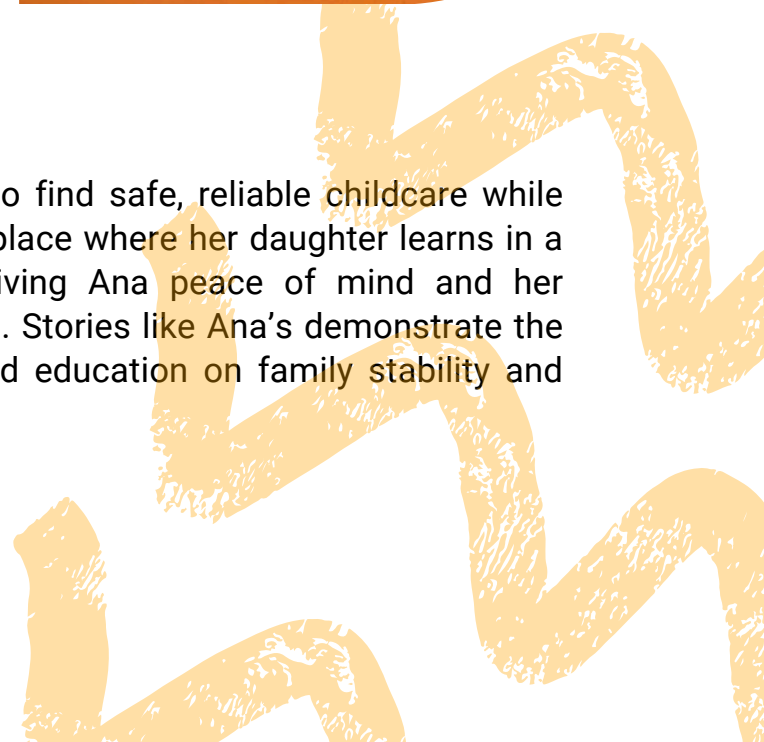 o find safe, reliable childcare while
place where her daughter learns in a
iving Ana peace of mind and her
. Stories like Ana’s demonstrate the
d education on family stability and